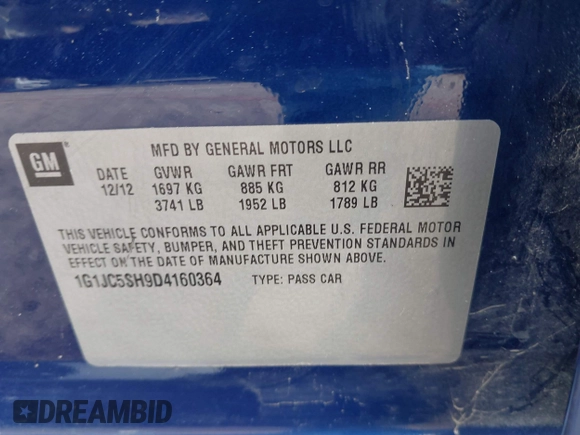 GM
MFD BY GENERAL MOTORS LLC
DATE GVWR GAWR FRT GAWR RR
12/12 1697 KG 885 KG 812 KG
3741 LB 1952 LB 1789 LB
THIS VEHICLE CONFORMS TO ALL APPLICABLE U.S. FEDERAL MOTOR
VEHICLE SAFETY, BUMPER, AND THEFT PREVENTION STANDARDS IN
EFFECT ON THE DATE OF MANUFACTURE SHOWN ABOVE.
1G1JC5SH9D4160364 TYPE: PASS CAR
DREAMBID